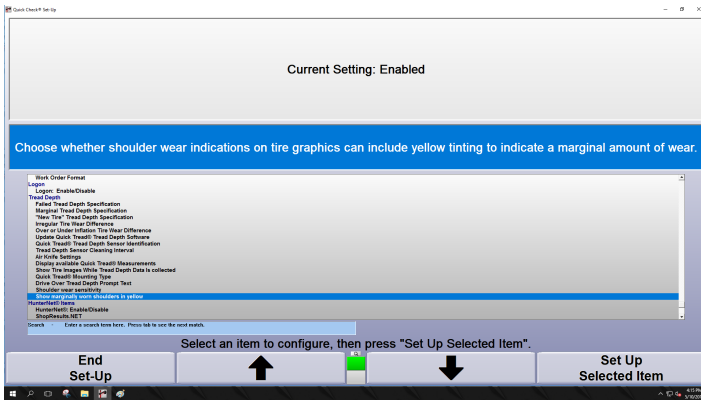 Quick Check® Set-Up
Current Setting: Enabled
Choose whether shoulder wear indications on tire graphics can include yellow tinting to indicate a marginal amount of wear.
Work Order Format
Logon
Logon: Enable/Disable
Tread Depth
Failed Tread Depth Specification
Marginal Tread Depth Specification
"New Tire" Tread Depth Specification
Irregular Tire Wear Difference
Over or Under Inflation Tire Wear Difference
Update Quick Tread® Tread Depth Software
Quick Tread® Tread Depth Sensor Identification
Tread Depth Sensor Cleaning Interval
Air Knife Settings
Display available Quick Tread® Measurements
Show Tire Images While Tread Depth Data is collected
Quick Tread® Mounting Type
Drive Over Tread Depth Prompt Text
Shoulder wear sensitivity
Show marginally worn shoulders in yellow
HunterNet® Items
HunterNet®: Enable/Disable
ShopResults.NET
Search - Enter a search term here. Press tab to see the next match.
Select an item to configure, then press "Set Up Selected Item".
End
Set-Up
Set Up
Selected Item
4:15 PM